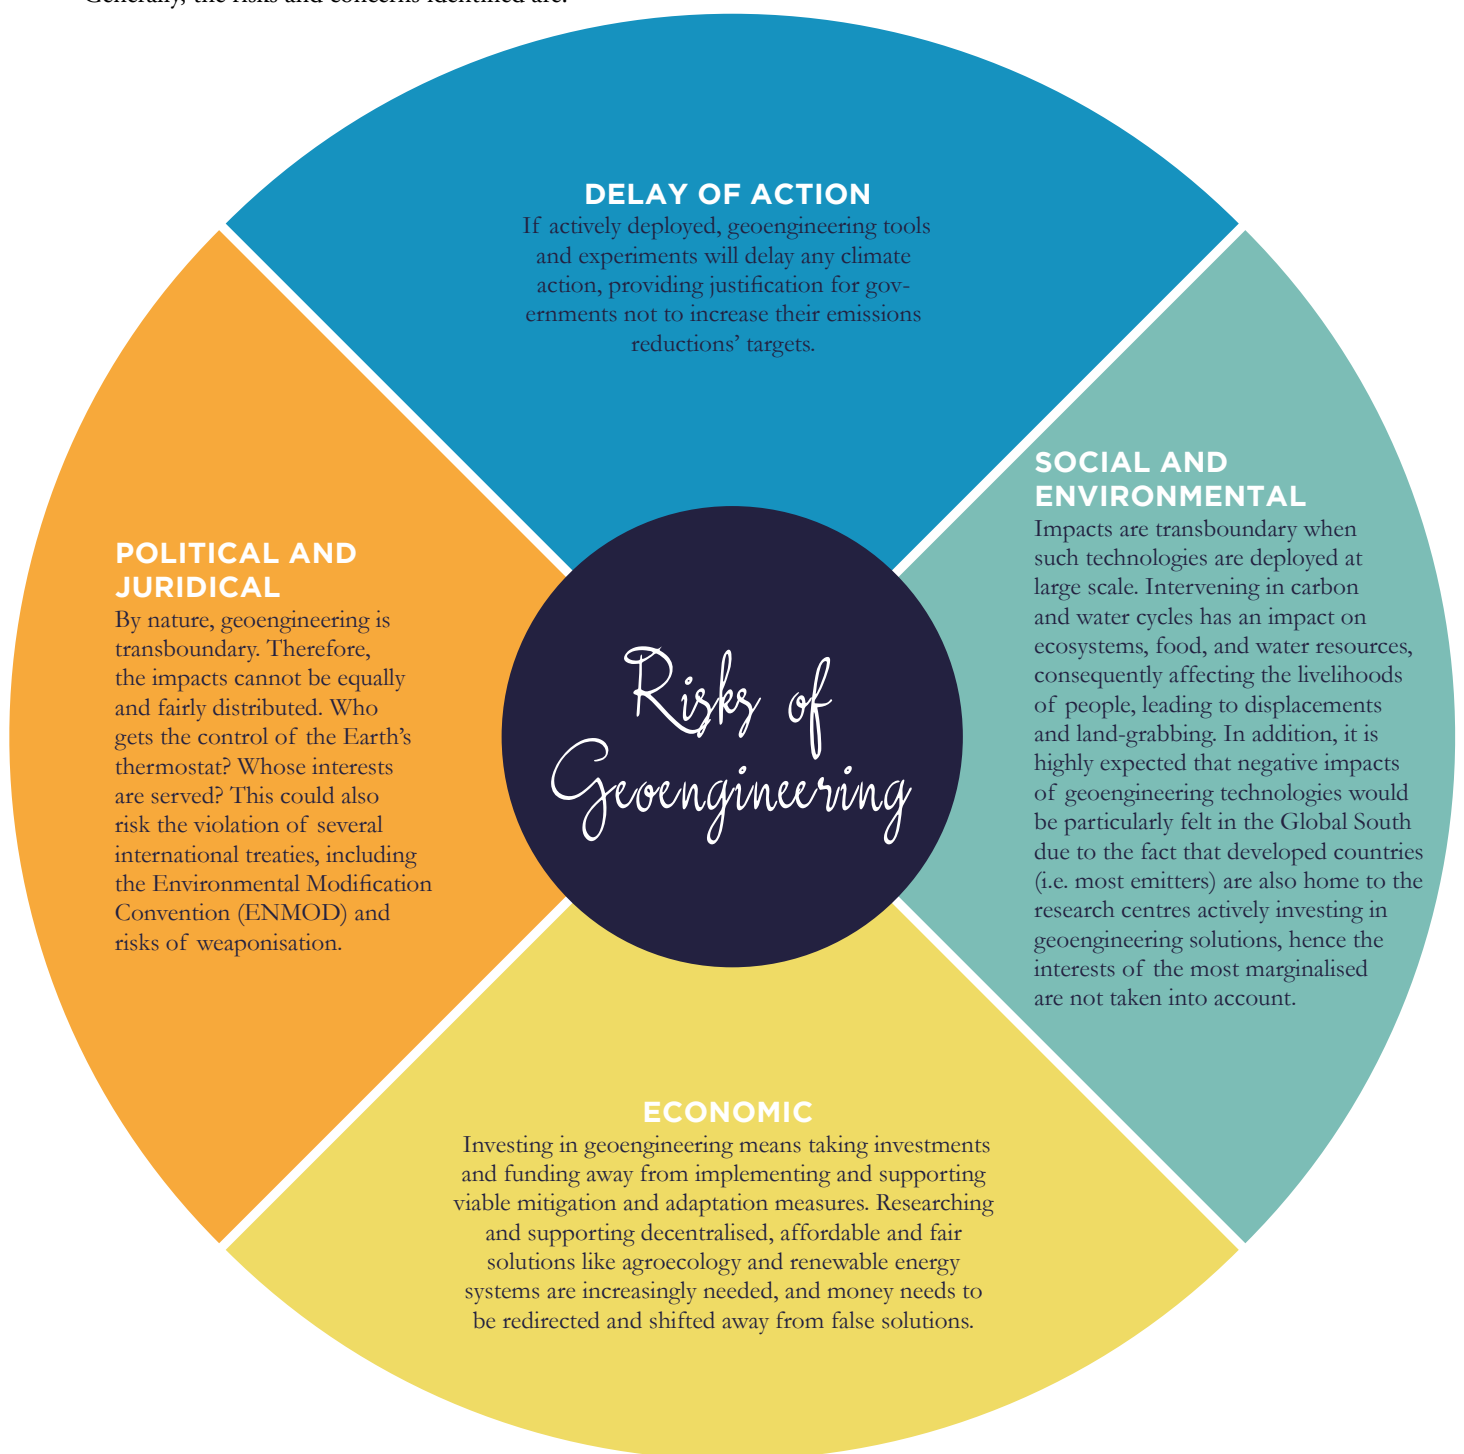 Generally, the risks and concerns identified are:
DELAY OF ACTION
If actively deployed, geoengineering tools
and experiments will delay any climate
action, providing justification for gov-
ernments not to increase their emissions
reductions’ targets.
SOCIAL AND
ENVIRONMENTAL
Impacts are transboundary when
such technologies are deployed at
large scale. Intervening in carbon
and water cycles has an impact on
ecosystems, food, and water resources,
consequently affecting the livelihoods
of people, leading to displacements
and land-grabbing. In addition, it is
highly expected that negative impacts
of geoengineering technologies would
be particularly felt in the Global South
due to the fact that developed countries
(i.e. most emitters) are also home to the
research centres actively investing in
geoengineering solutions, hence the
interests of the most marginalised
are not taken into account.
POLITICAL AND
JURIDICAL
By nature, geoengineering is
transboundary. Therefore,
the impacts cannot be equally
and fairly distributed. Who
gets the control of the Earth’s
thermostat? Whose interests
are served? This could also
risk the violation of several
international treaties, including
the Environmental Modification
Convention (ENMOD) and
risks of weaponisation.
Risks of
Geoengineering
ECONOMIC
Investing in geoengineering means taking investments
and funding away from implementing and supporting
viable mitigation and adaptation measures. Researching
and supporting decentralised, affordable and fair
solutions like agroecology and renewable energy
systems are increasingly needed, and money needs to
be redirected and shifted away from false solutions.